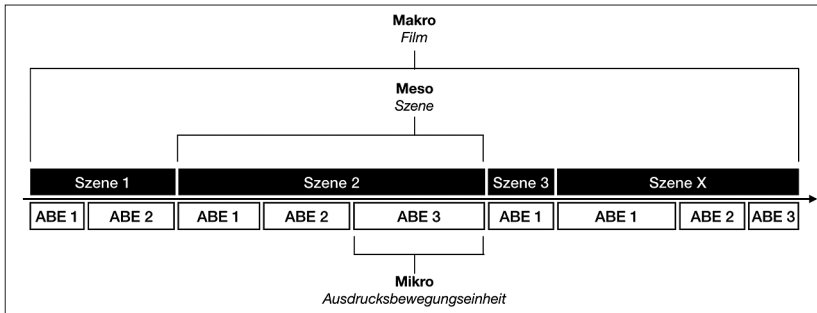 Makro
Film
Meso
Szene
Szene 1 Szene 2 Szene 3 Szene X
ABE 1 ABE 2 ABE 1 ABE 2 ABE 3 ABE 1 ABE 1 ABE 2 ABE 3
Mikro
Ausdrucksbewegungseinheit